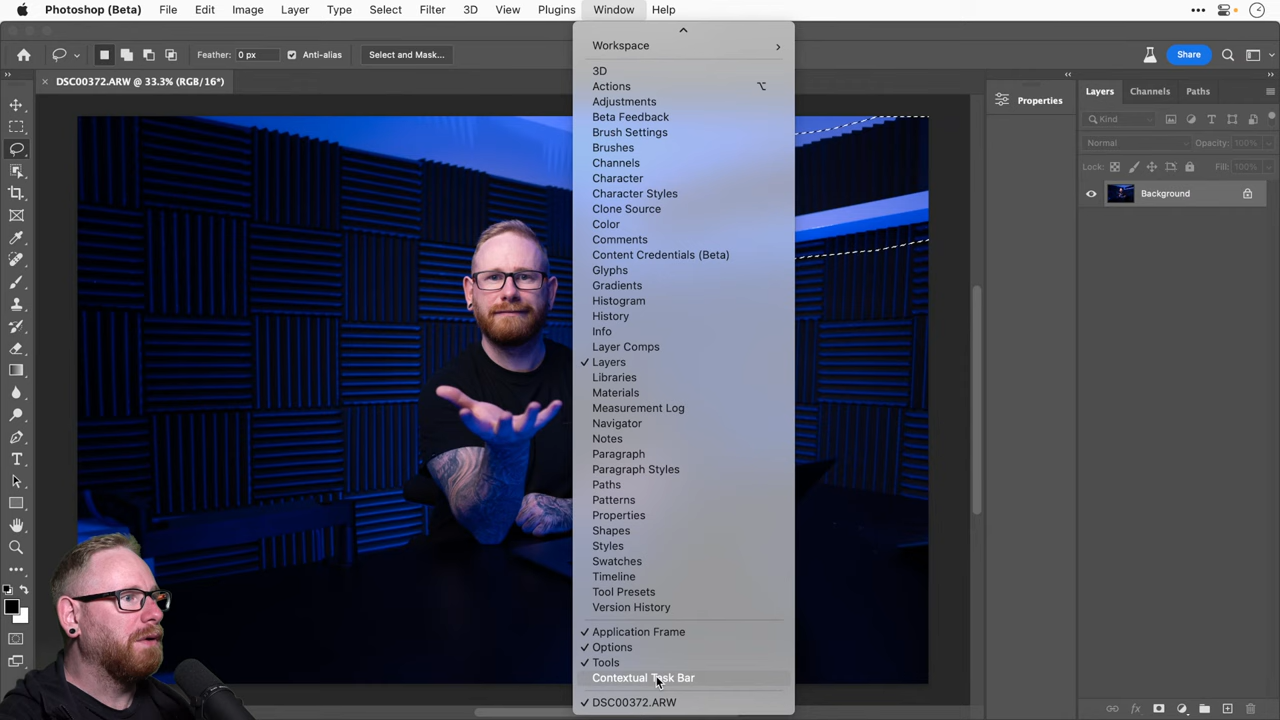 Photoshop (Beta) File Edit Image Layer Type Select Filter 3D View Plugins Window Help
Feather: 0 px Anti-alias Select and Mask... Share
× DSC00372.ARW @ 33.3% (RGB/16*)
Workspace
3D
Actions ⌥
Adjustments
Beta Feedback
Brush Settings
Brushes
Channels
Character
Character Styles
Clone Source
Color
Comments
Content Credentials (Beta)
Glyphs
Gradients
Histogram
History
Info
Layer Comps
✓ Layers
Libraries
Materials
Measurement Log
Navigator
Notes
Paragraph
Paragraph Styles
Paths
Patterns
Properties
Shapes
Styles
Swatches
Timeline
Tool Presets
Version History
✓ Application Frame
✓ Options
✓ Tools
Contextual Task Bar
✓ DSC00372.ARW
Properties
Layers Channels Paths
Kind
Normal Opacity: 100%
Lock: Fill: 100%
Background